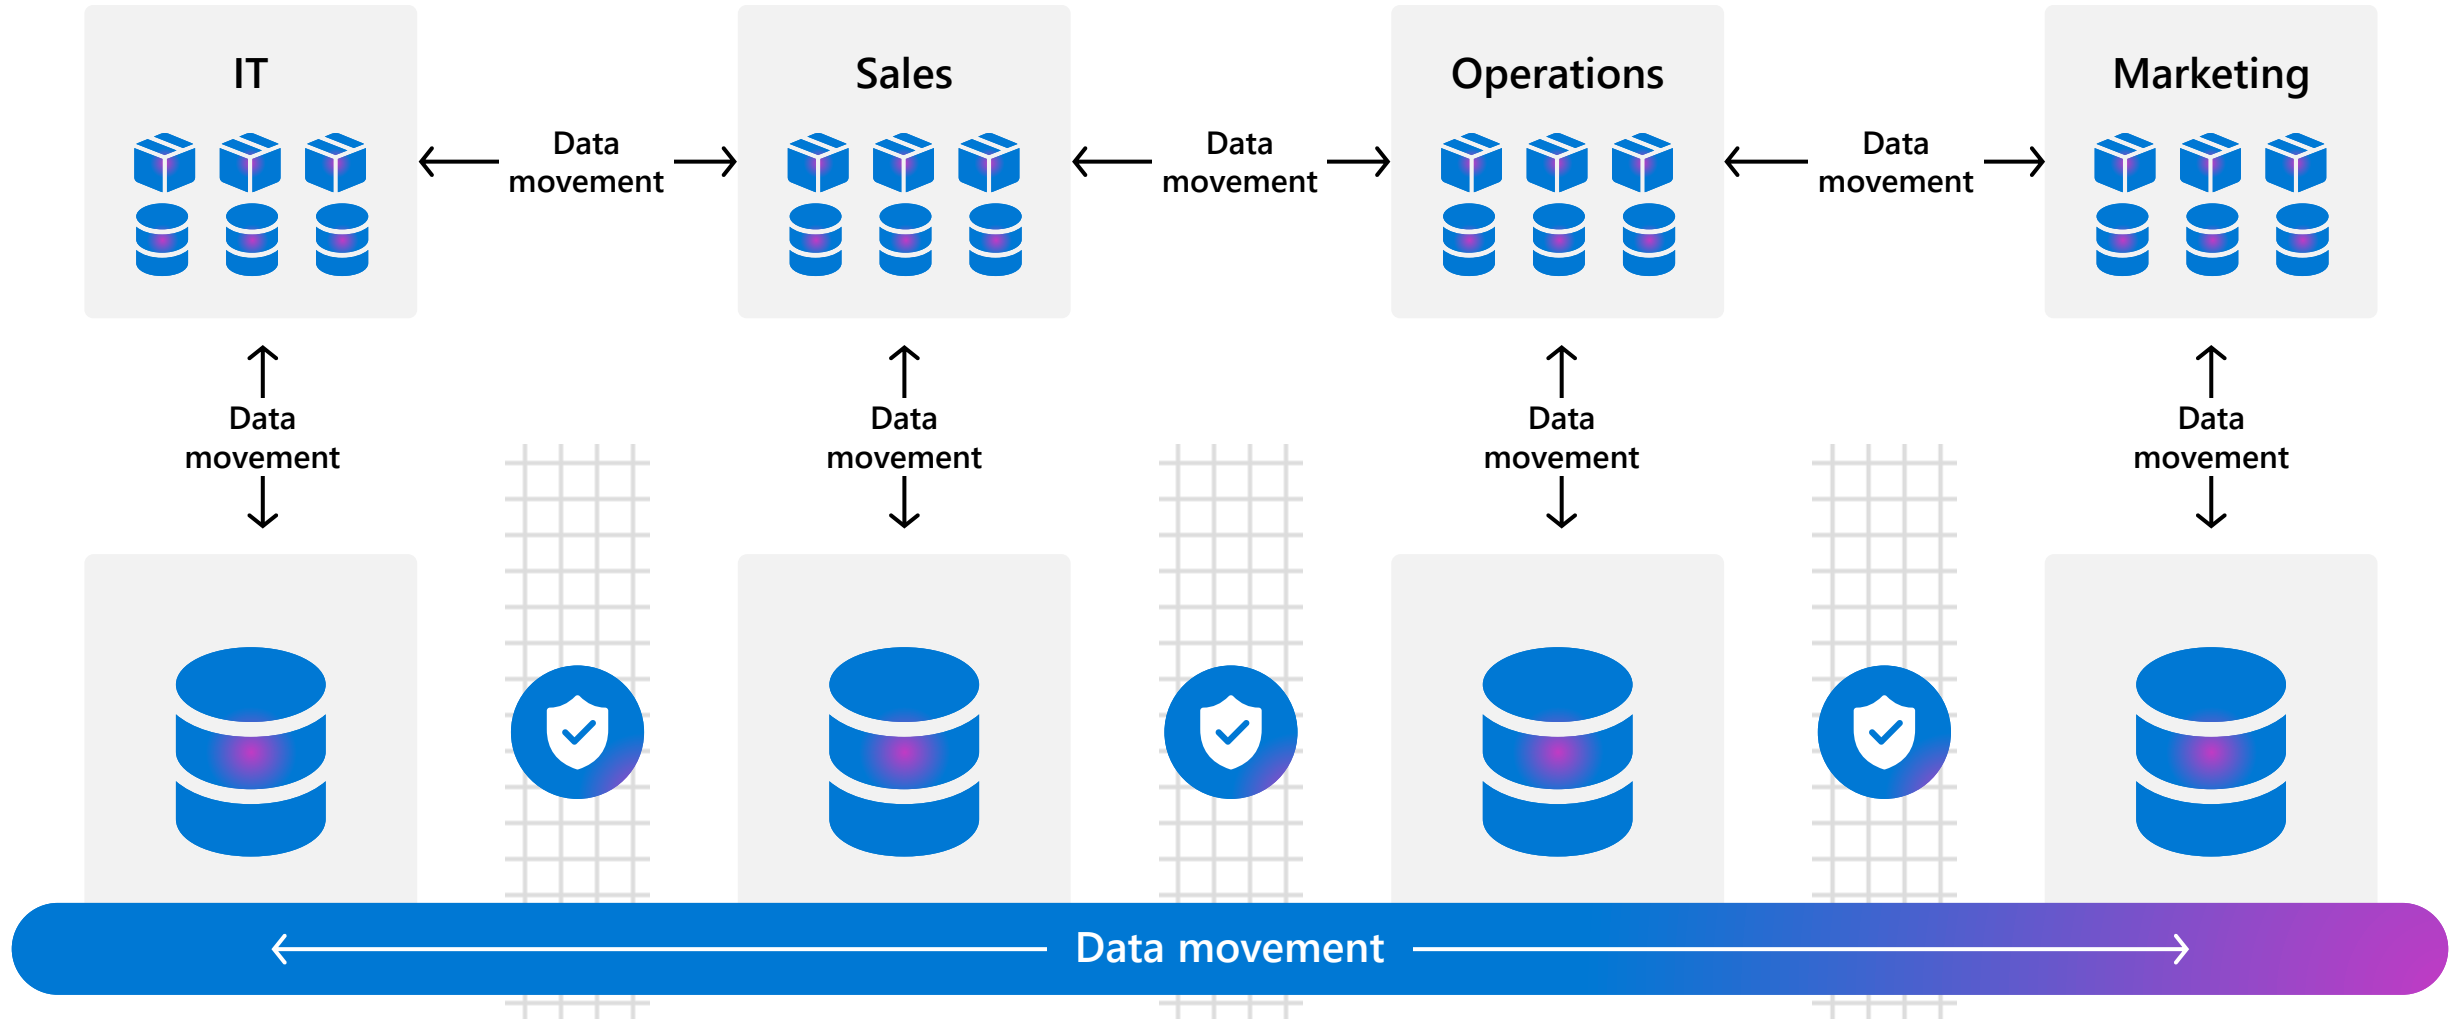 IT
Sales
Operations
Marketing
Data
movement
Data
movement
Data
movement
Data
movement
Data
movement
Data
movement
Data
movement
Data movement